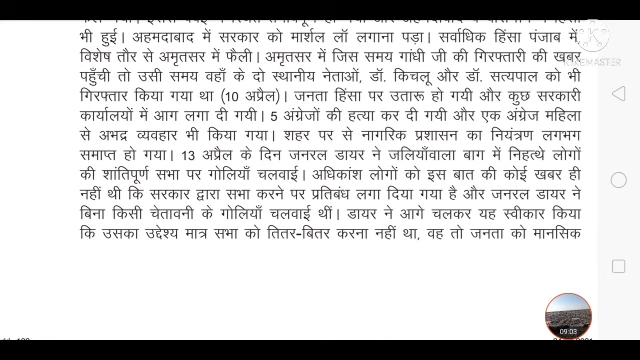 भी हुई। अहमदाबाद में सरकार को मार्शल लॉ लगाना पड़ा। सर्वाधिक हिंसा पंजाब में
विशेष तौर से अमृतसर में फैली। अमृतसर में जिस समय गांधी जी की गिरफ्तारी की खबर
पहुँची तो उसी समय वहाँ के दो स्थानीय नेताओं, डॉ. किचलू और डॉ. सत्यपाल को भी
गिरफ्तार किया गया था (10 अप्रैल)। जनता हिंसा पर उतारू हो गयी और कुछ सरकारी
कार्यालयों में आग लगा दी गयी। 5 अंग्रेजों की हत्या कर दी गयी और एक अंग्रेज महिला
से अभद्र व्यवहार भी किया गया। शहर पर से नागरिक प्रशासन का नियंत्रण लगभग
समाप्त हो गया। 13 अप्रैल के दिन जनरल डायर ने जलियाँवाला बाग में निहत्थे लोगों
की शांतिपूर्ण सभा पर गोलियाँ चलवाई। अधिकांश लोगों को इस बात की कोई खबर ही
नहीं थी कि सरकार द्वारा सभा करने पर प्रतिबंध लगा दिया गया है और जनरल डायर ने
बिना किसी चेतावनी के गोलियाँ चलवाई थीं। डायर ने आगे चलकर यह स्वीकार किया
कि उसका उद्देश्य मात्र सभा को तितर-बितर करना नहीं था, वह तो जनता को मानसिक
09:03